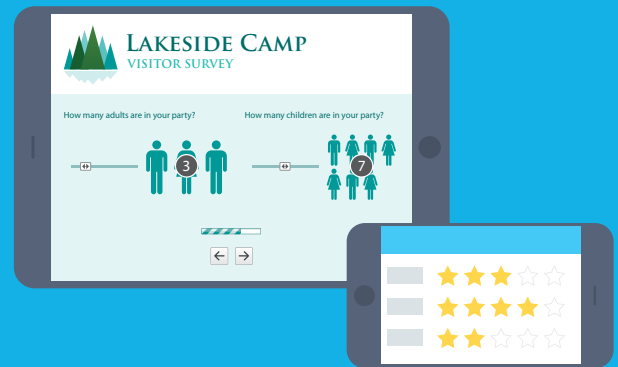 LAKESIDE CAMP
VISITOR SURVEY
How many adults are in your party?
How many children are in your party?
3
7